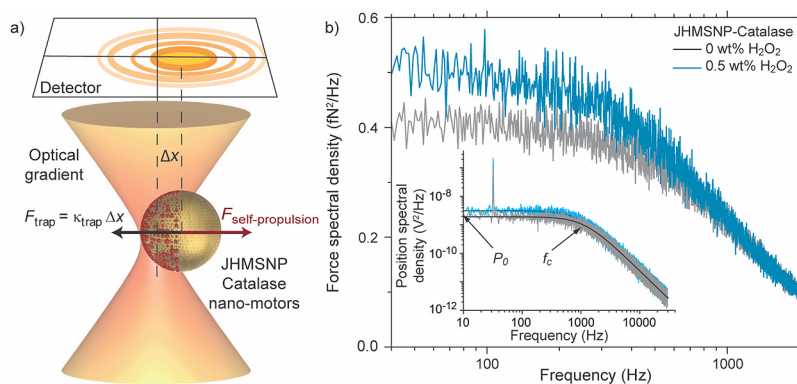 a)
Detector
Δx
Optical
gradient
F_trap = κ_trap Δx
F_self-propulsion
JHMSNP
Catalase
nano-motors
b)
100
1000
JHMSNP-Catalase
0 wt% H₂O₂
0.5 wt% H₂O₂
Force spectral density (fN²/Hz)
0.6
0.4
0.2
0.0
Position spectral
density (V²/Hz)
10⁻⁸
10⁻¹⁰
10⁻¹²
P₀
f_c
10
100
1000
10000
Frequency (Hz)
100
1000
Frequency (Hz)